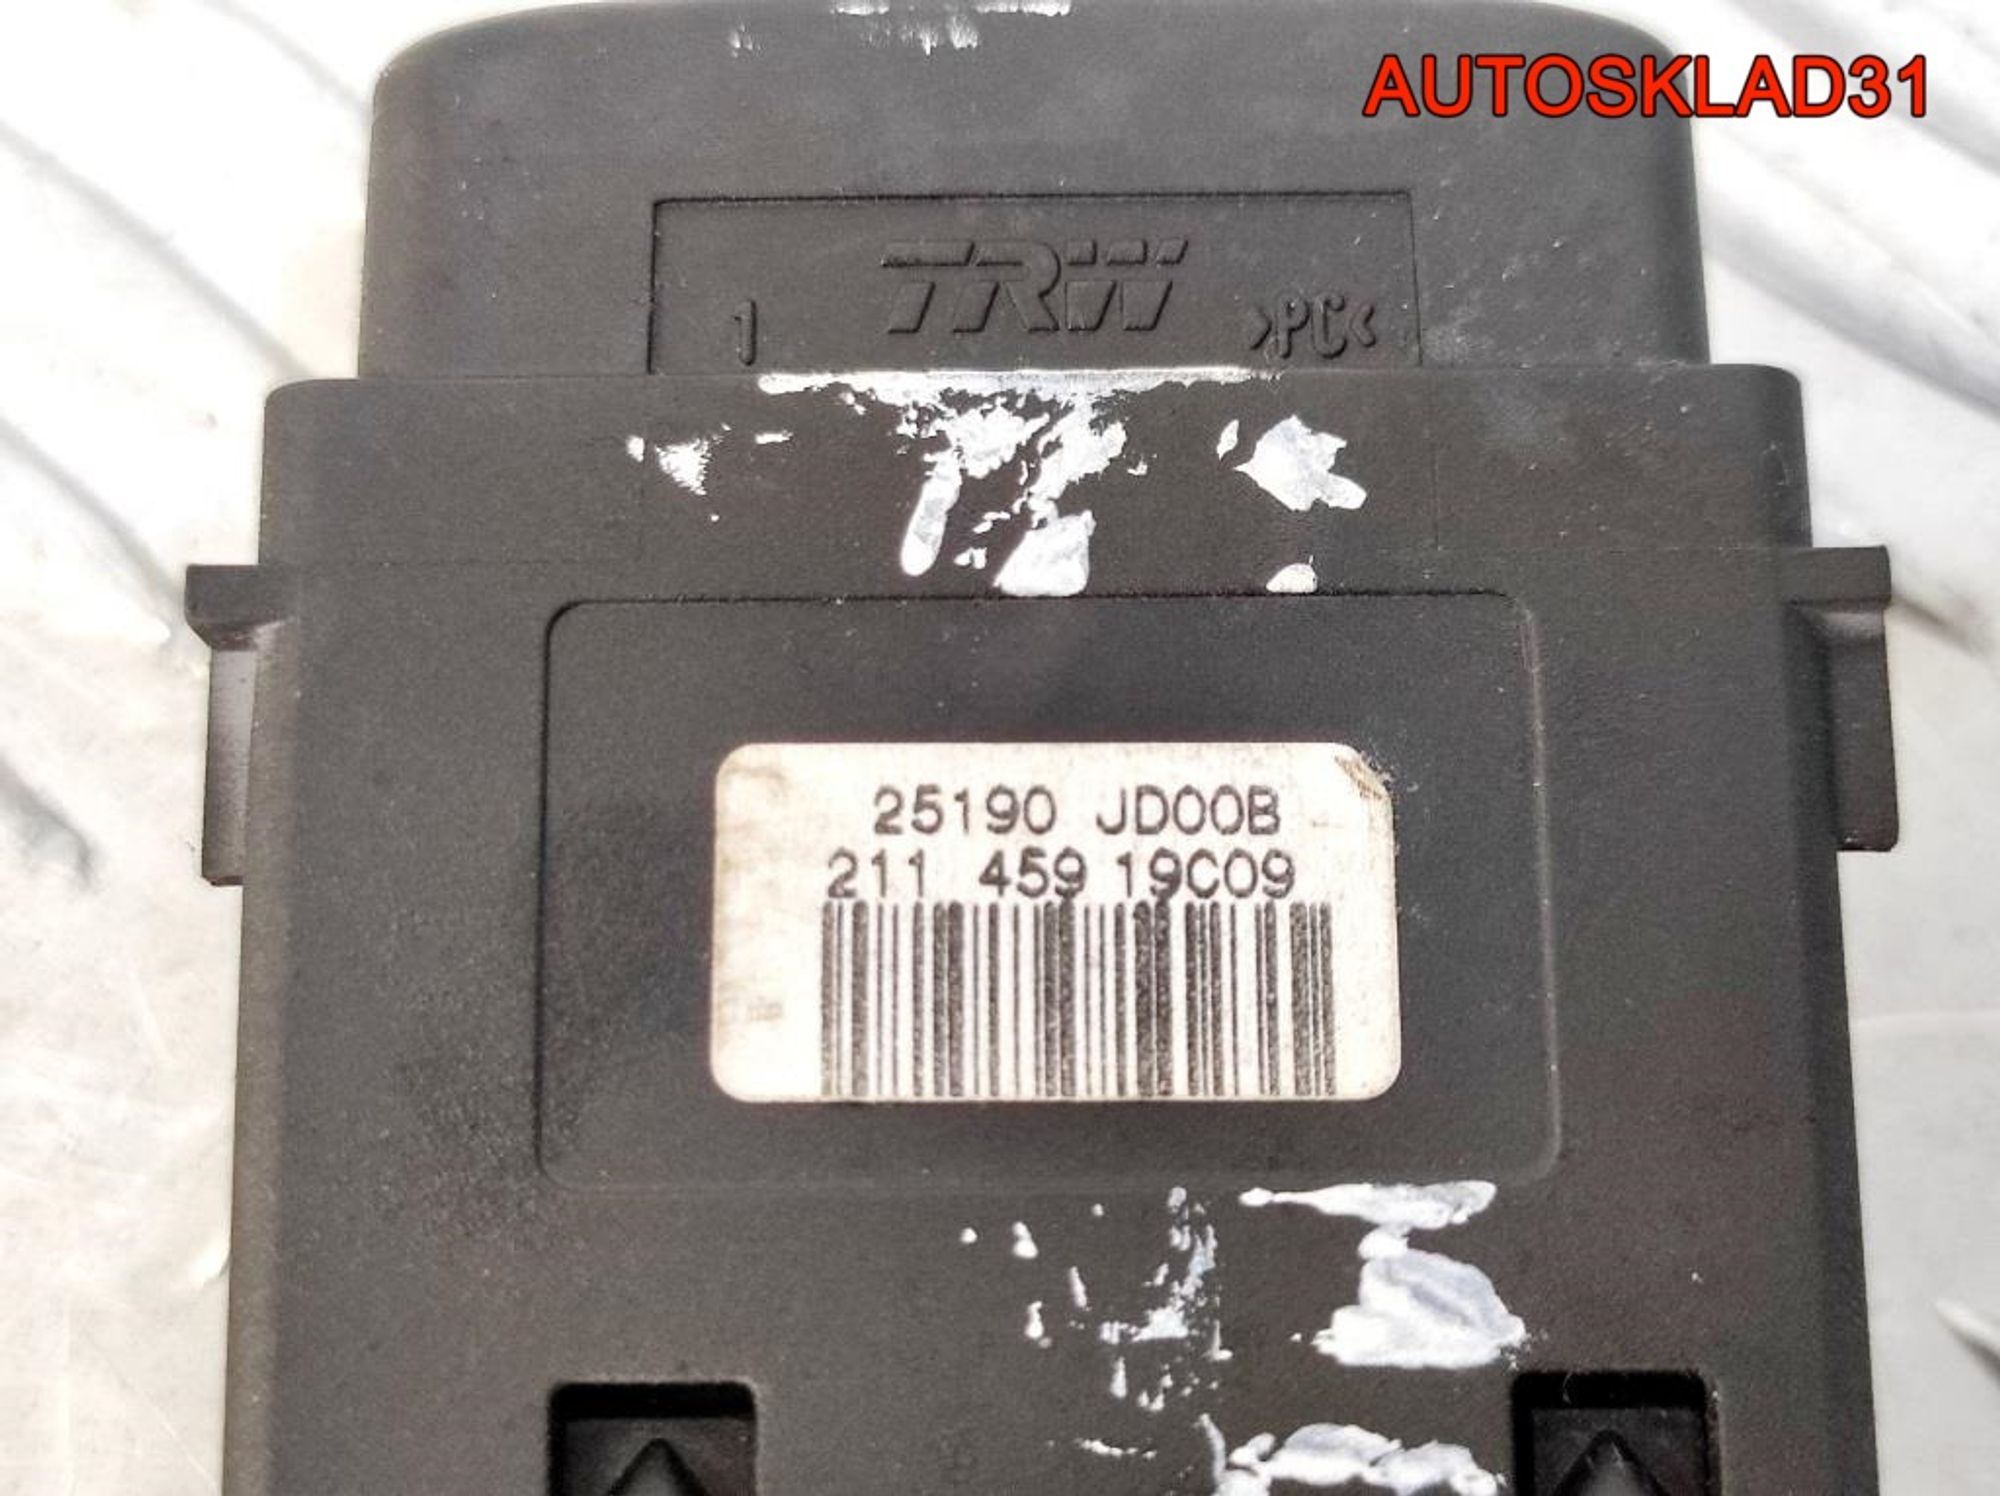 AUTOSKLAD31
1 TRW >PC<
25190 JD00B
211 459 19C09